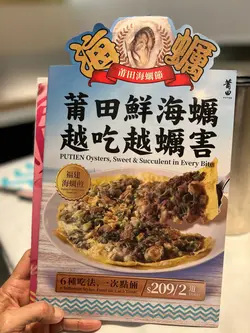 海蠣
莆田海蠣節
莆田
莆田鮮海蠣
越吃越蠣害
PUTIEN Oysters, Sweet & Succulent in Every Bite
福建
海蠣煎
6種吃法,一次點齊
$209/2